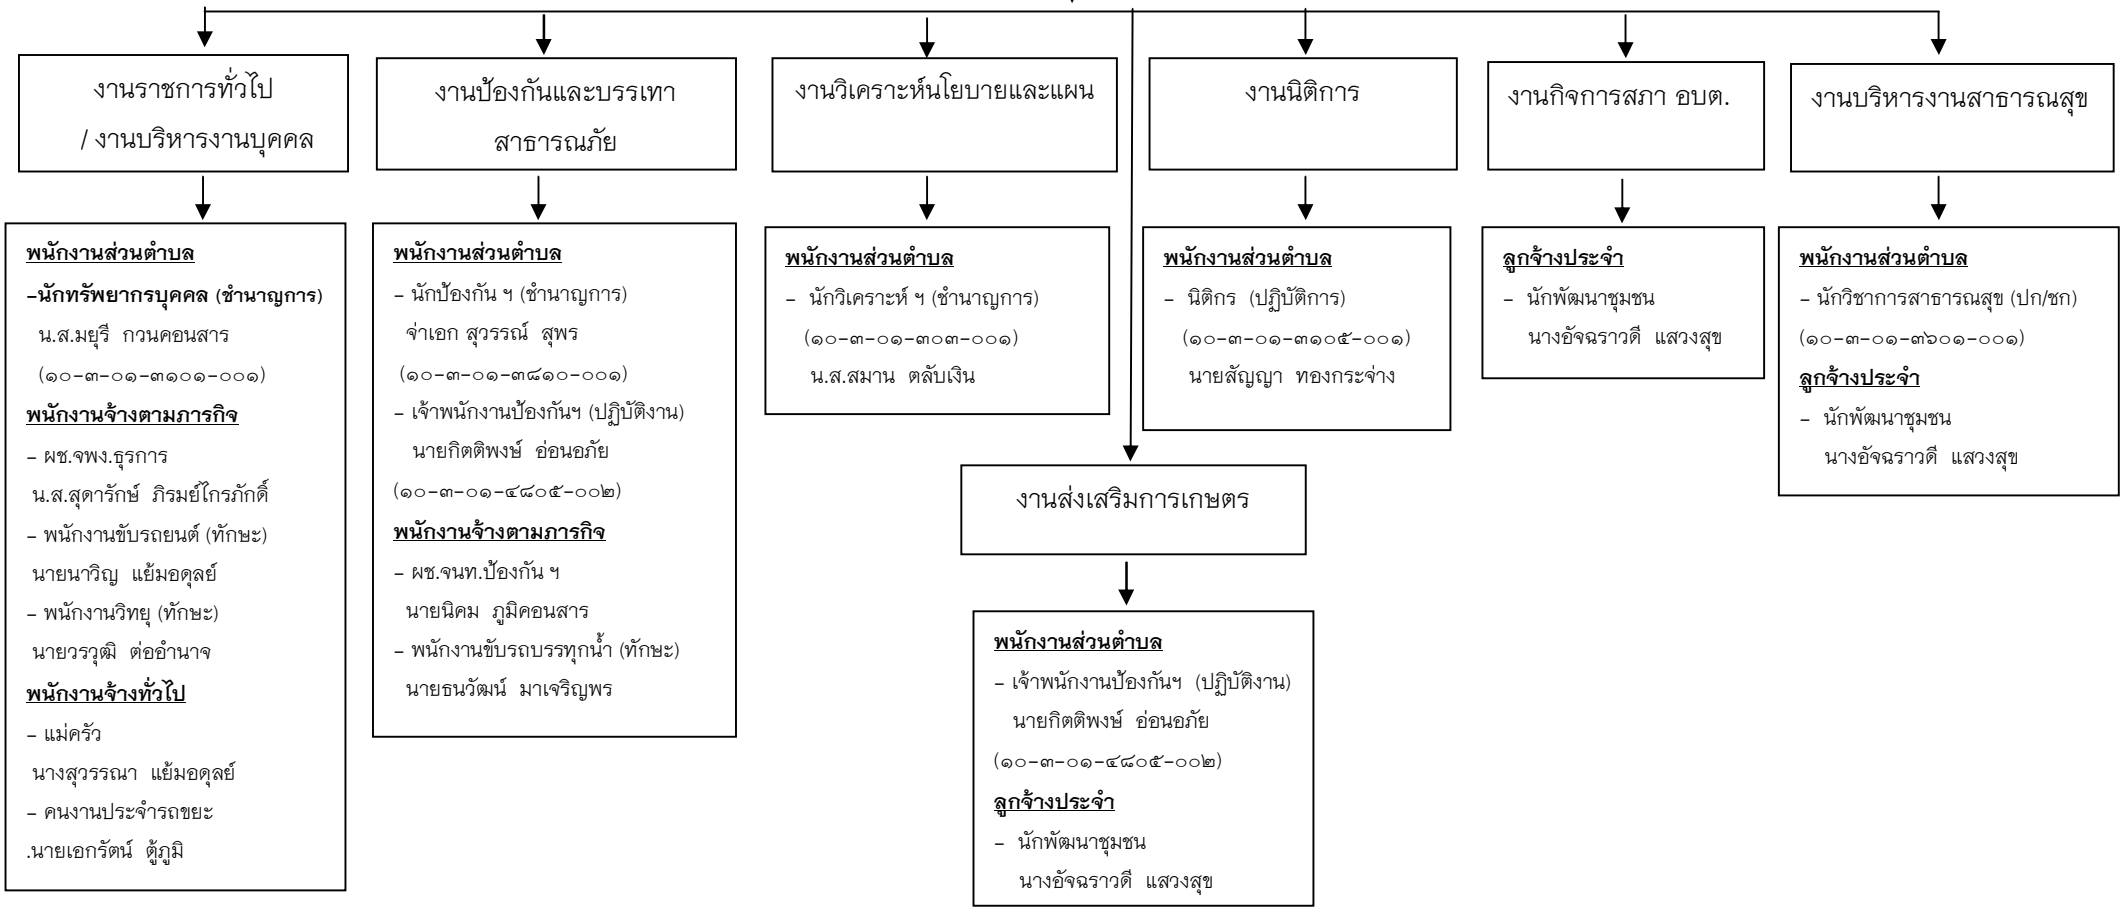 งานราชการทั่วไป
/ งานบริหารงานบุคคล
งานป้องกันและบรรเทา
สาธารณภัย
งานวิเคราะห์นโยบายและแผน
งานนิติการ
งานกิจการสภา อบต.
งานบริหารงานสาธารณสุข
พนักงานส่วนตำบล
-นักทรัพยากรบุคคล (ชำนาญการ)
น.ส.มยุรี กวนคอนสาร
(๑๐-๓-๐๑-๓๑๐๑-๐๐๑)
พนักงานจ้างตามภารกิจ
- ผช.จพง.ธุรการ
น.ส.สุดารักษ์ ภิรมย์ไกรภักดิ์
- พนักงานขับรถยนต์ (ทักษะ)
นายนาวิญ แย้มอดุลย์
- พนักงานวิทยุ (ทักษะ)
นายวรวุฒิ ต่ออำนาจ
พนักงานจ้างทั่วไป
- แม่ครัว
นางสุวรรณา แย้มอดุลย์
- คนงานประจำรถขยะ
.นายเอกรัตน์ ตู้ภูมิ
พนักงานส่วนตำบล
- นักป้องกัน ฯ (ชำนาญการ)
จ่าเอก สุวรรณ์ สุพร
(๑๐-๓-๐๑-๓๘๑๐-๐๐๑)
- เจ้าพนักงานป้องกันฯ (ปฏิบัติงาน)
นายกิตติพงษ์ อ่อนอภัย
(๑๐-๓-๐๑-๔๘๐๕-๐๐๒)
พนักงานจ้างตามภารกิจ
- ผช.จนท.ป้องกัน ฯ
นายนิคม ภูมิคอนสาร
- พนักงานขับรถบรรทุกน้ำ (ทักษะ)
นายธนวัฒน์ มาเจริญพร
พนักงานส่วนตำบล
- นักวิเคราะห์ ฯ (ชำนาญการ)
(๑๐-๓-๐๑-๓๐๓-๐๐๑)
น.ส.สมาน ตลับเงิน
พนักงานส่วนตำบล
- นิติกร (ปฏิบัติการ)
(๑๐-๓-๐๑-๓๑๐๕-๐๐๑)
นายสัญญา ทองกระจ่าง
ลูกจ้างประจำ
- นักพัฒนาชุมชน
นางอัจฉราวดี แสวงสุข
พนักงานส่วนตำบล
- นักวิชาการสาธารณสุข (ปก/ชก)
(๑๐-๓-๐๑-๓๖๐๑-๐๐๑)
ลูกจ้างประจำ
- นักพัฒนาชุมชน
นางอัจฉราวดี แสวงสุข
งานส่งเสริมการเกษตร
พนักงานส่วนตำบล
- เจ้าพนักงานป้องกันฯ (ปฏิบัติงาน)
นายกิตติพงษ์ อ่อนอภัย
(๑๐-๓-๐๑-๔๘๐๕-๐๐๒)
ลูกจ้างประจำ
- นักพัฒนาชุมชน
นางอัจฉราวดี แสวงสุข